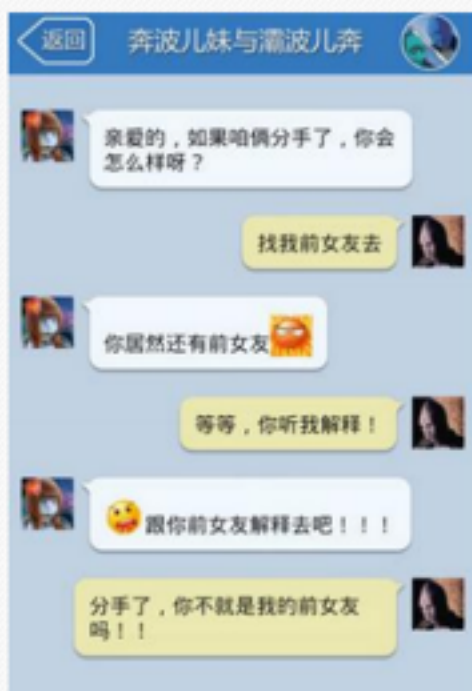 返回
奔波儿妹与灞波儿奔
亲爱的，如果咱俩分手了，你会
怎么样呀？
找我前女友去
你居然还有前女友
等等，你听我解释！
跟你前女友解释去吧！！！
分手了，你不就是我的前女友
吗！！